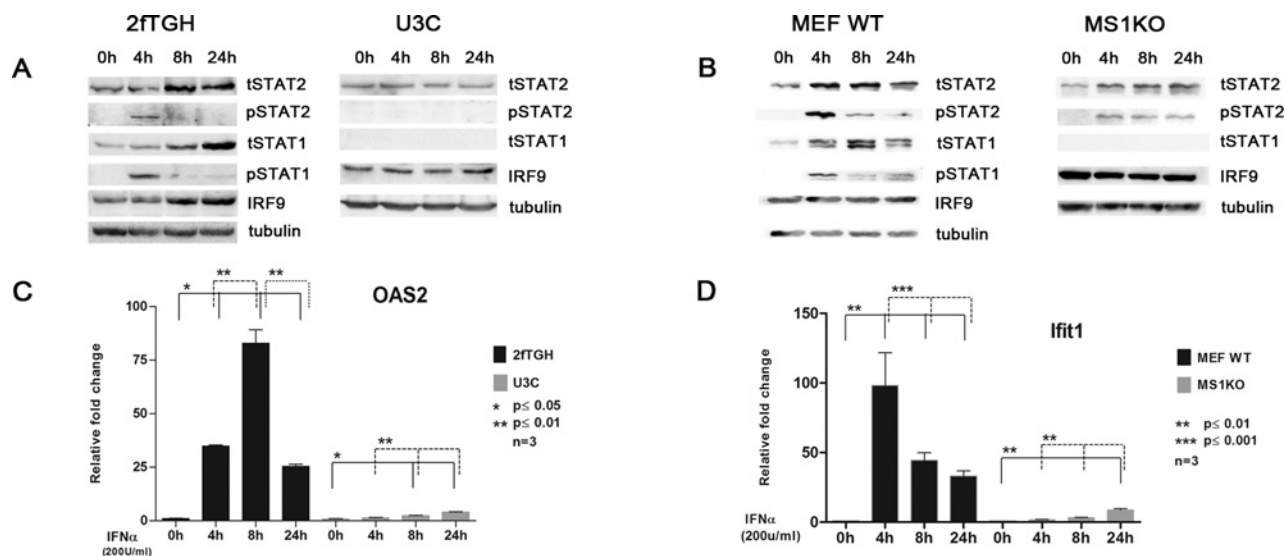 2fTGH
U3C
MEF WT
MS1KO
A
0h 4h 8h 24h
tSTAT2
pSTAT2
tSTAT1
pSTAT1
IRF9
tubulin
0h 4h 8h 24h
tSTAT2
pSTAT2
tSTAT1
IRF9
tubulin
B
0h 4h 8h 24h
tSTAT2
pSTAT2
tSTAT1
pSTAT1
IRF9
tubulin
0h 4h 8h 24h
tSTAT2
pSTAT2
tSTAT1
IRF9
tubulin
C
OAS2
* ** **
* **
Relative fold change
100
75
50
25
0
2fTGH
U3C
* p≤ 0.05
** p≤ 0.01
n=3
IFNα
(200U/ml)
0h 4h 8h 24h 0h 4h 8h 24h
D
Ifit1
** ***
** **
Relative fold change
150
100
50
0
MEF WT
MS1KO
** p≤ 0.01
*** p≤ 0.001
n=3
IFNα
(200U/ml)
0h 4h 8h 24h 0h 4h 8h 24h